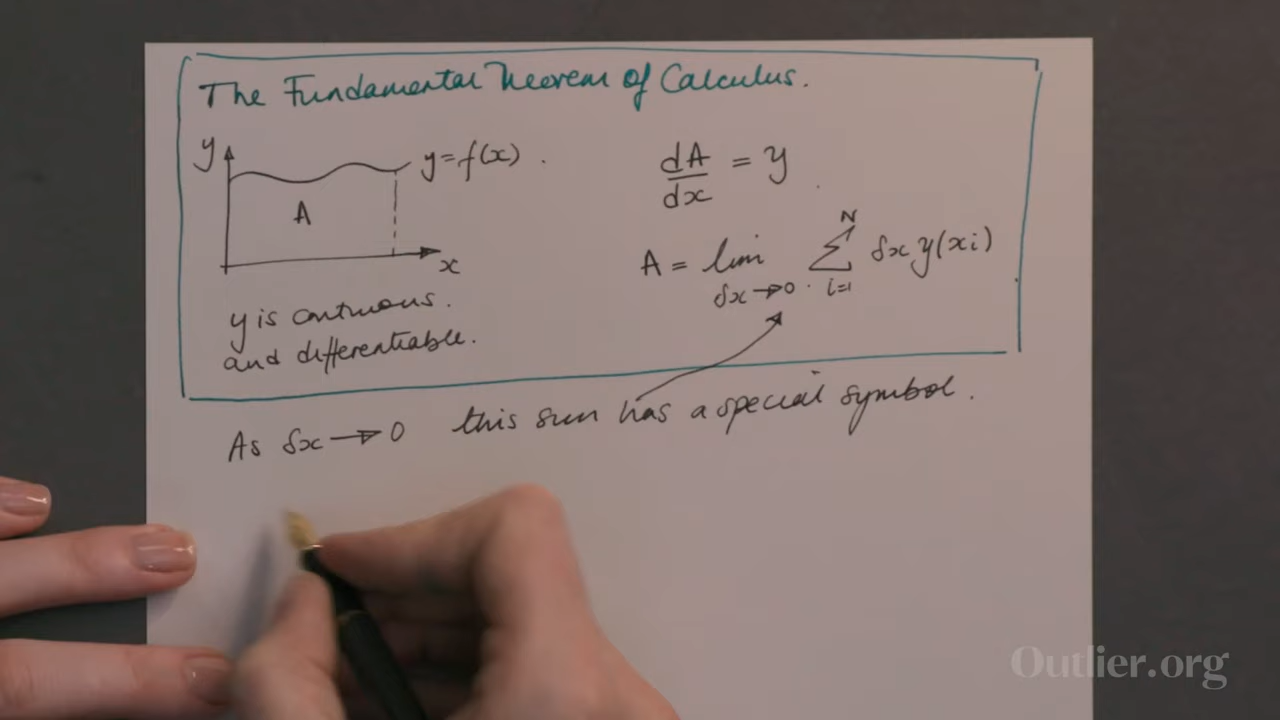 The Fundamental Theorem of Calculus.
y
y=f(x) .
A
x
y is contnuous.
and differentiable.
dA/dx = y
A = lim δx→0 . N ∑ i=1 δx y(xi)
As δx → 0 this sum has a special symbol.
Outlier.org